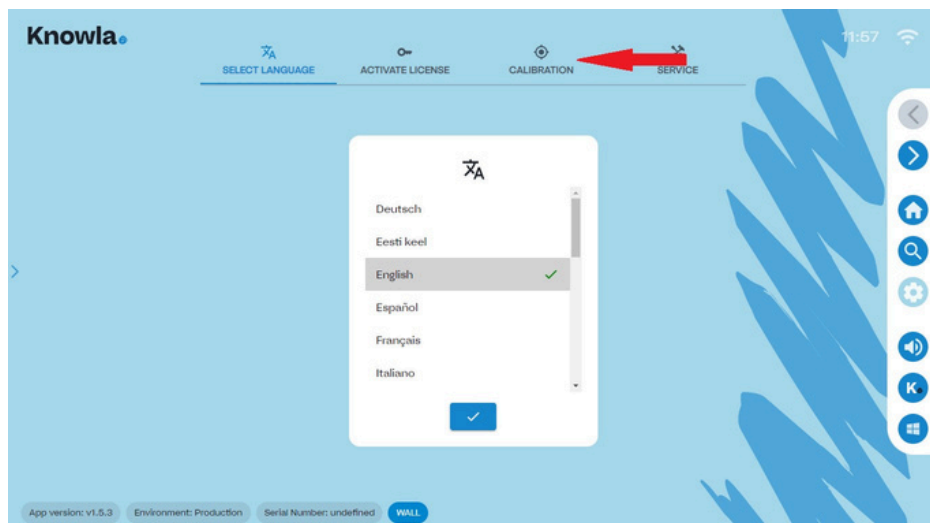 Knowla
11:57
SELECT LANGUAGE
ACTIVATE LICENSE
CALIBRATION
SERVICE
Deutsch
Eesti keel
English
Español
Français
Italiano
K.
App version: v1.5.3
Environment: Production
Serial Number: undefined
WALL